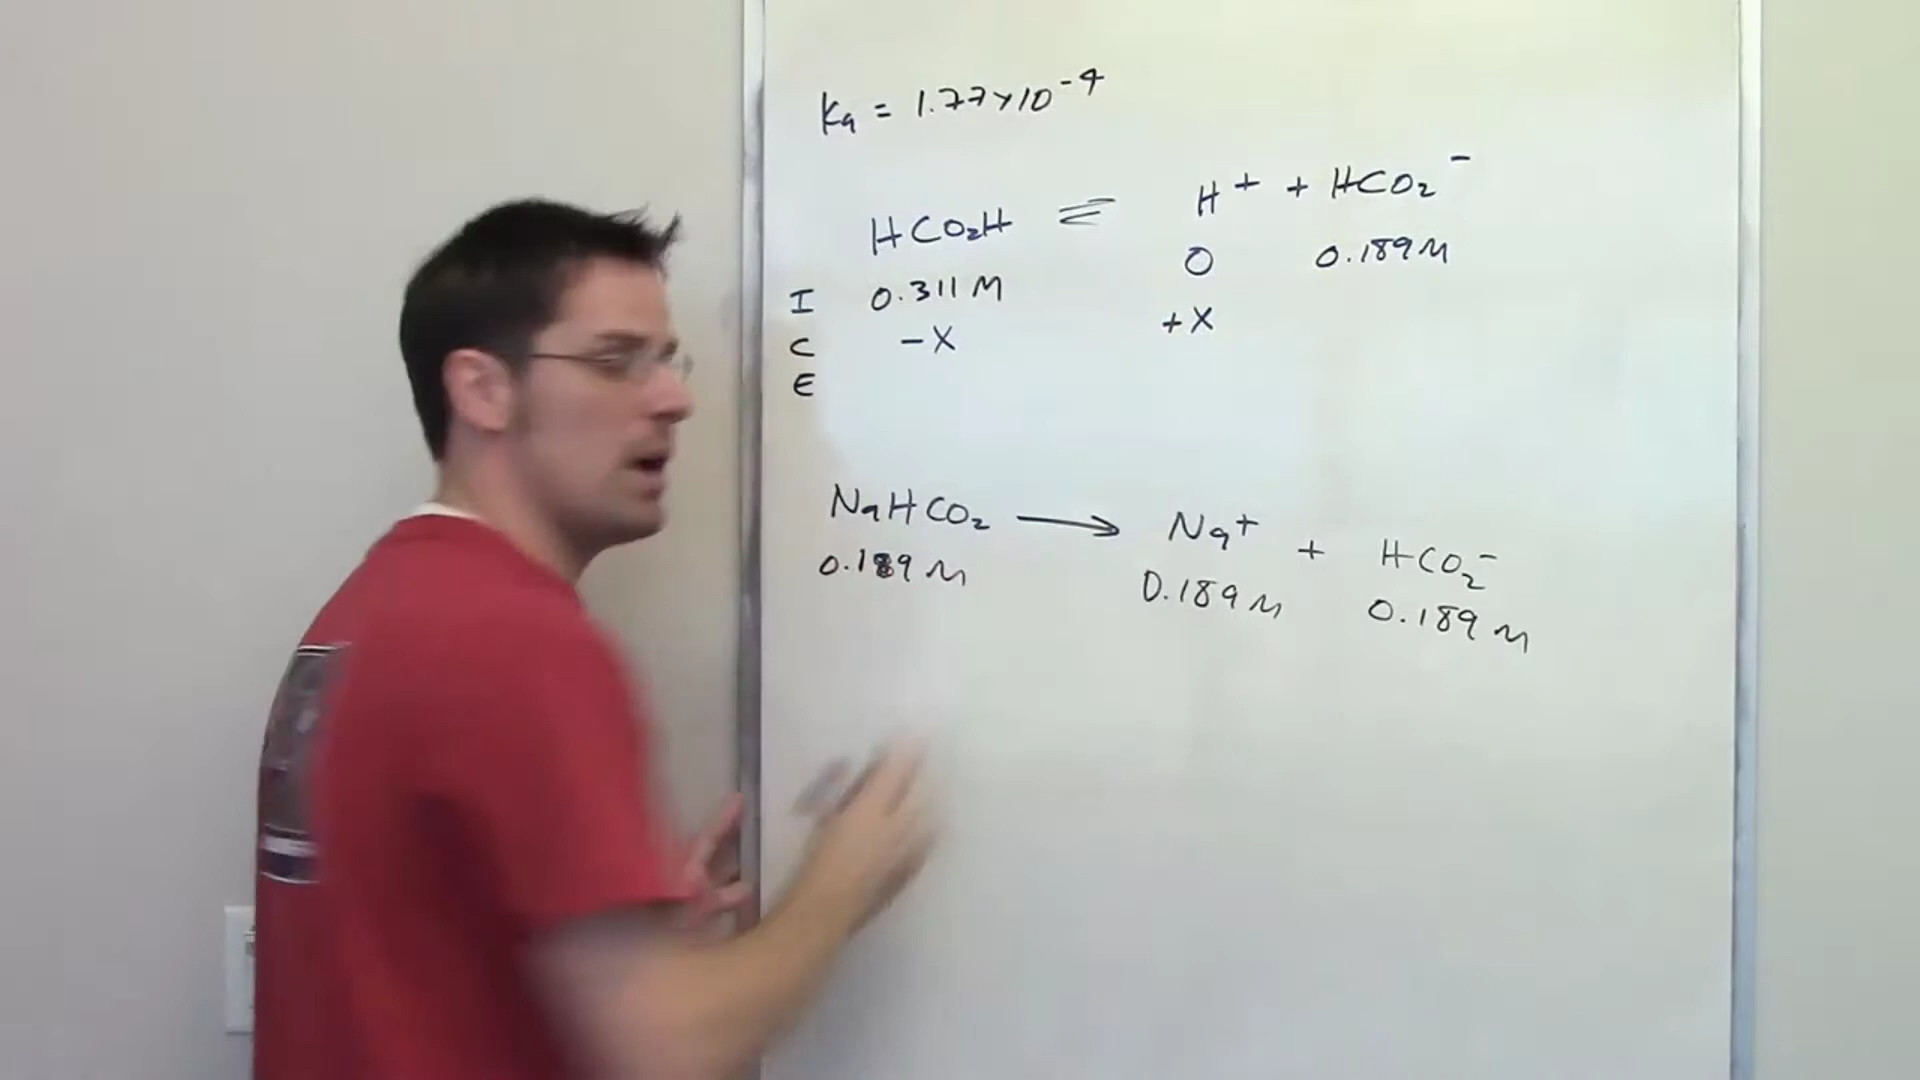 Ka = 1.77x10⁻⁴
HCO₂H ⇌ H⁺ + HCO₂⁻
I 0.311 M 0 0.189 M
C -X +X
E
NaHCO₂ → Na⁺ + HCO₂⁻
0.189 M 0.189 M 0.189 M